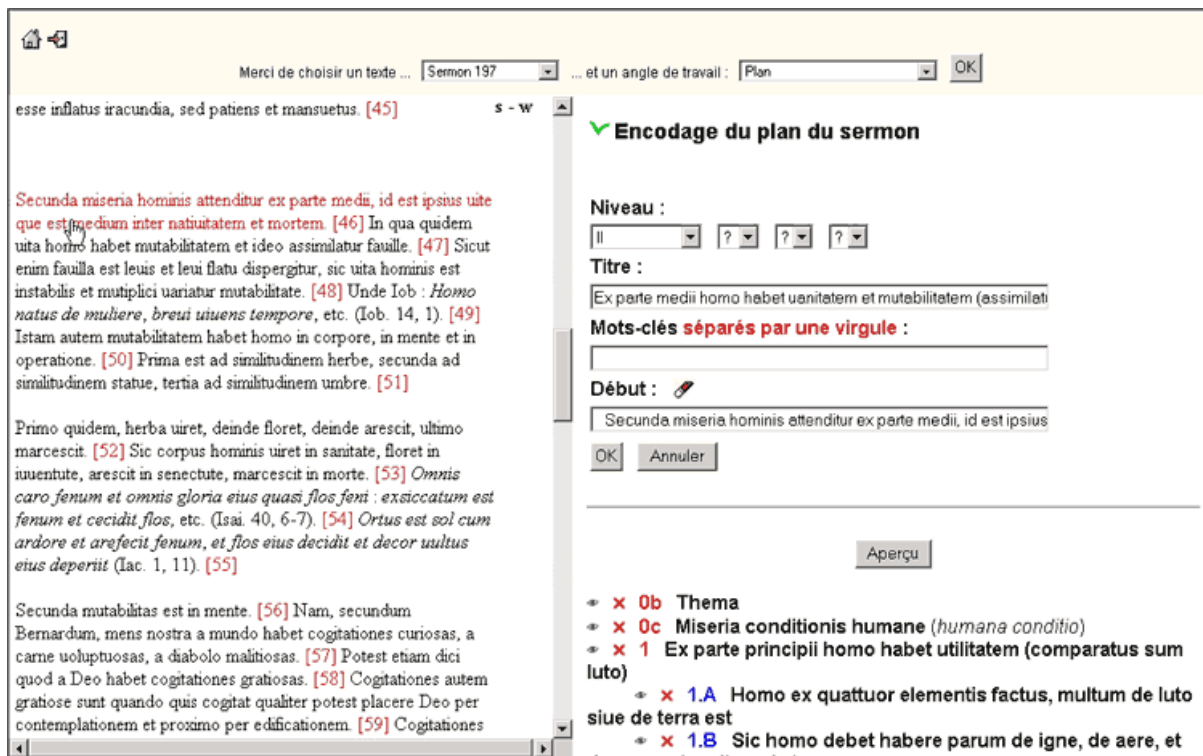 Merci de choisir un texte ... Sermon 197 ... et un angle de travail : Plan OK
esse inflatus iracundia, sed patiens et mansuetus. [45] s - w
Secunda miseria hominis attenditur ex parte medii, id est ipsius uite
que est medium inter natiuitatem et mortem. [46] In qua quidem
uita homo habet mutabilitatem et ideo assimilatur fauille. [47] Sicut
enim fauilla est leuis et leui flatu dispergitur, sic uita hominis est
instabilis et mutiplici uariatur mutabilitate. [48] Unde Iob : Homo
natus de muliere, breui uiuens tempore, etc. (Iob. 14, 1). [49]
Istam autem mutabilitatem habet homo in corpore, in mente et in
operatione. [50] Prima est ad similitudinem herbe, secunda ad
similitudinem statue, tertia ad similitudinem umbre. [51]
Primo quidem, herba uiret, deinde floret, deinde arescit, ultimo
marcescit. [52] Sic corpus hominis uiret in sanitate, floret in
iuuentute, arescit in senectute, marcescit in morte. [53] Omnis
caro fenum et omnis gloria eius quasi flos feni : exsiccatum est
fenum et cecidit flos, etc. (Isai. 40, 6-7). [54] Ortus est sol cum
ardore et arefecit fenum, et flos eius decidit et decor uultus
eius deperiit (Iac. 1, 11). [55]
Secunda mutabilitas est in mente. [56] Nam, secundum
Bernardum, mens nostra a mundo habet cogitationes curiosas, a
carne uoluptuosas, a diabolo malitiosas. [57] Potest etiam dici
quod a Deo habet cogitationes gratiosas. [58] Cogitationes autem
gratiose sunt quando quis cogitat qualiter potest placere Deo per
contemplationem et proximo per edificationem. [59] Cogitationes
Encodage du plan du sermon
Niveau :
II ? ? ?
Titre :
Ex parte medii homo habet uanitatem et mutabilitatem (assimilat
Mots-clés séparés par une virgule :
Début :
Secunda miseria hominis attenditur ex parte medii, id est ipsius
OK Annuler
Aperçu
0b Thema
0c Miseria conditionis humane (humana conditio)
1 Ex parte principii homo habet utilitatem (comparatus sum
luto)
1.A Homo ex quattuor elementis factus, multum de luto
siue de terra est
1.B Sic homo debet habere parum de igne, de aere, et